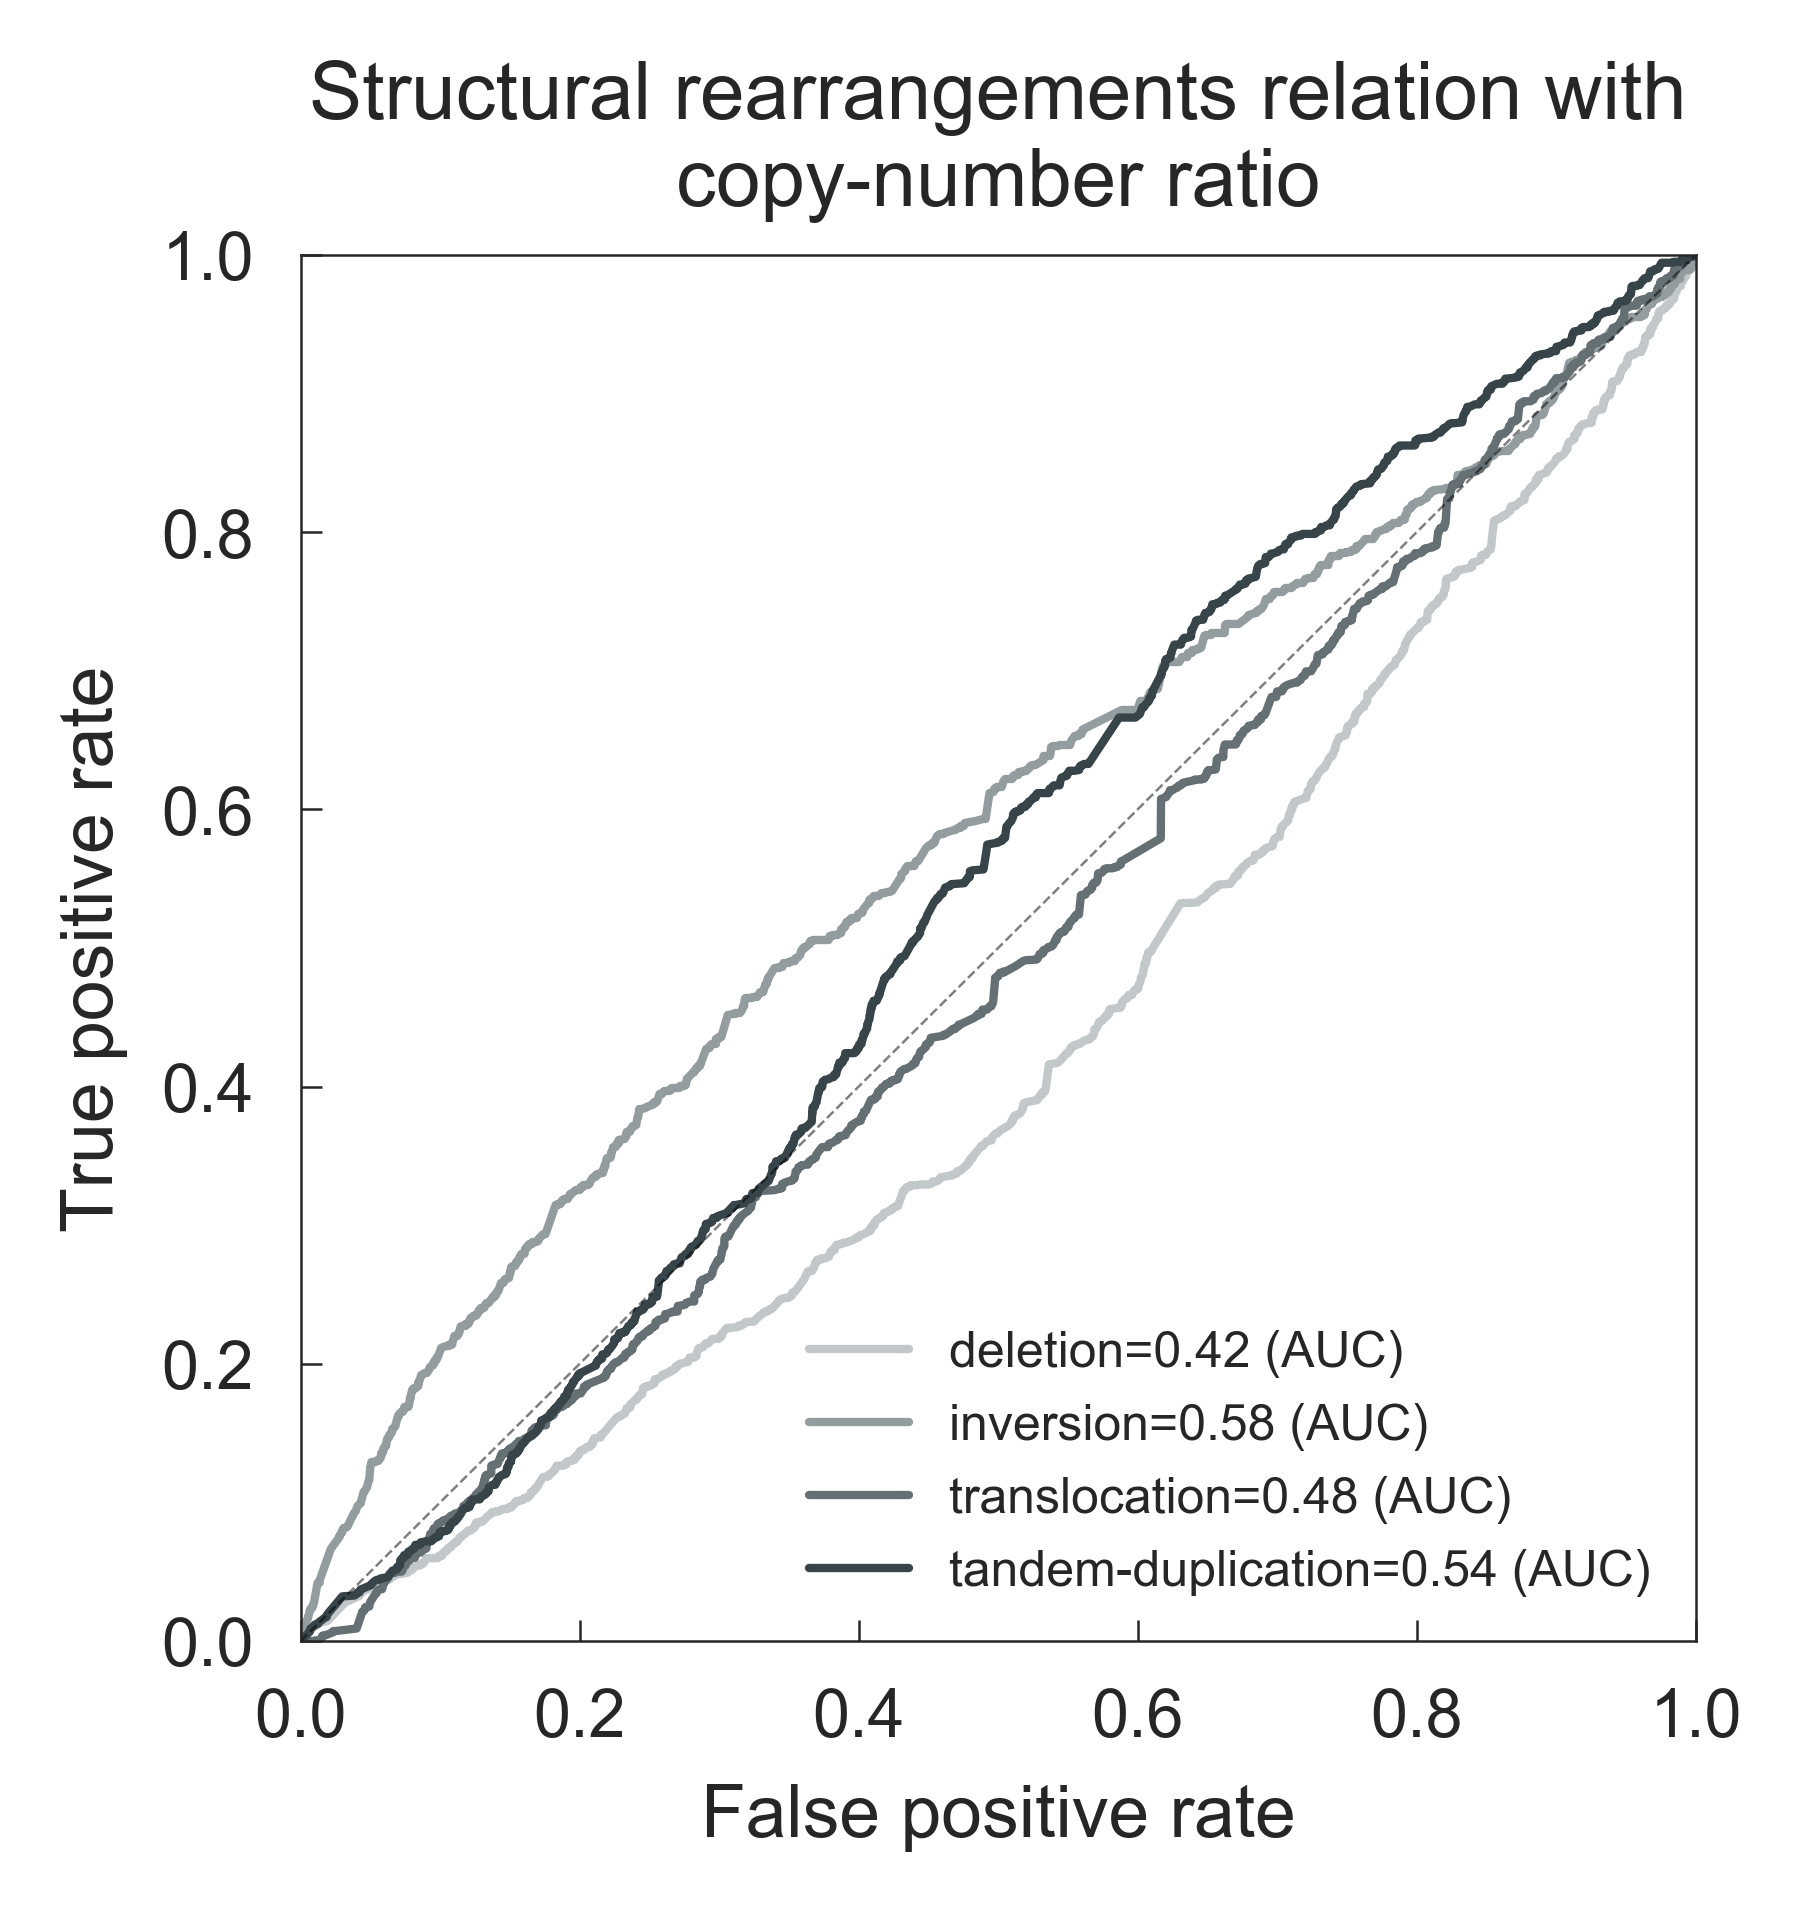 Structural rearrangements relation with
copy-number ratio
1.0
0.8
0.6
0.4
0.2
0.0
True positive rate
deletion=0.42 (AUC)
inversion=0.58 (AUC)
translocation=0.48 (AUC)
tandem-duplication=0.54 (AUC)
0.0 0.2 0.4 0.6 0.8 1.0
False positive rate